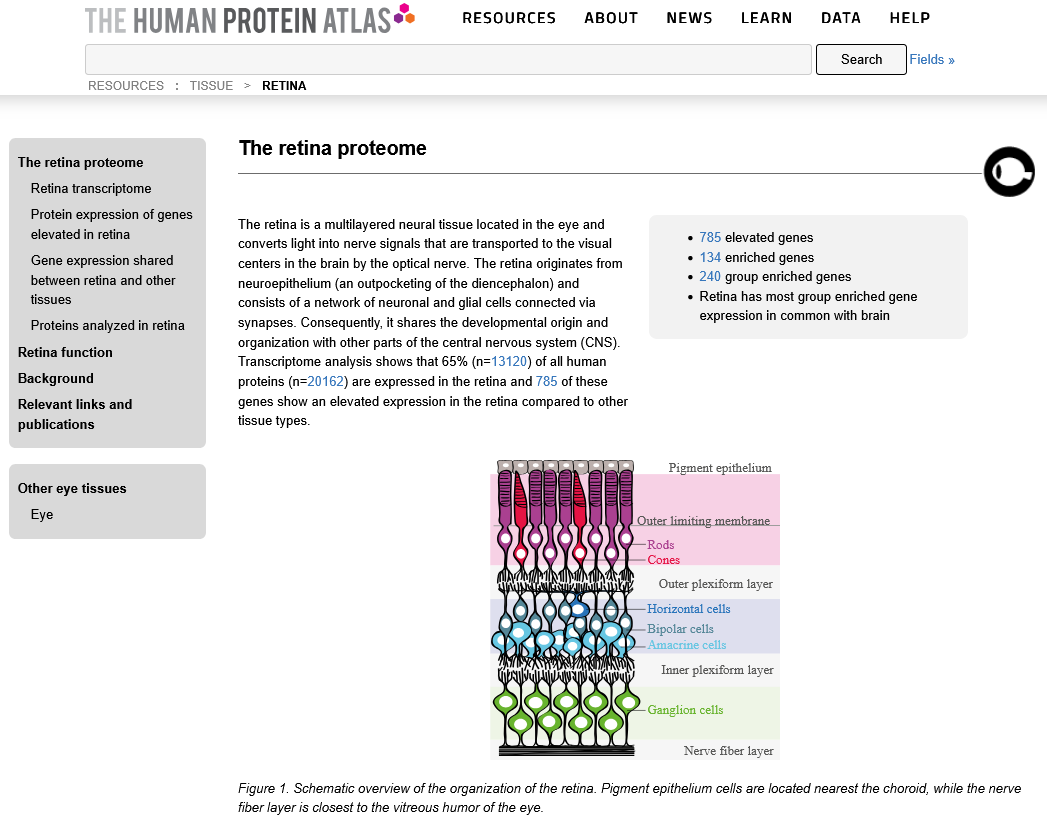 THE HUMAN PROTEIN ATLAS
RESOURCES ABOUT NEWS LEARN DATA HELP
Search Fields »
RESOURCES : TISSUE > RETINA
The retina proteome
Retina transcriptome
Protein expression of genes
elevated in retina
Gene expression shared
between retina and other
tissues
Proteins analyzed in retina
Retina function
Background
Relevant links and
publications
Other eye tissues
Eye
The retina proteome
The retina is a multilayered neural tissue located in the eye and
converts light into nerve signals that are transported to the visual
centers in the brain by the optical nerve. The retina originates from
neuroepithelium (an outpocketing of the diencephalon) and
consists of a network of neuronal and glial cells connected via
synapses. Consequently, it shares the developmental origin and
organization with other parts of the central nervous system (CNS).
Transcriptome analysis shows that 65% (n=13120) of all human
proteins (n=20162) are expressed in the retina and 785 of these
genes show an elevated expression in the retina compared to other
tissue types.
• 785 elevated genes
• 134 enriched genes
• 240 group enriched genes
• Retina has most group enriched gene
expression in common with brain
Pigment epithelium
Outer limiting membrane
Rods
Cones
Outer plexiform layer
Horizontal cells
Bipolar cells
Amacrine cells
Inner plexiform layer
Ganglion cells
Nerve fiber layer
Figure 1. Schematic overview of the organization of the retina. Pigment epithelium cells are located nearest the choroid, while the nerve
fiber layer is closest to the vitreous humor of the eye.